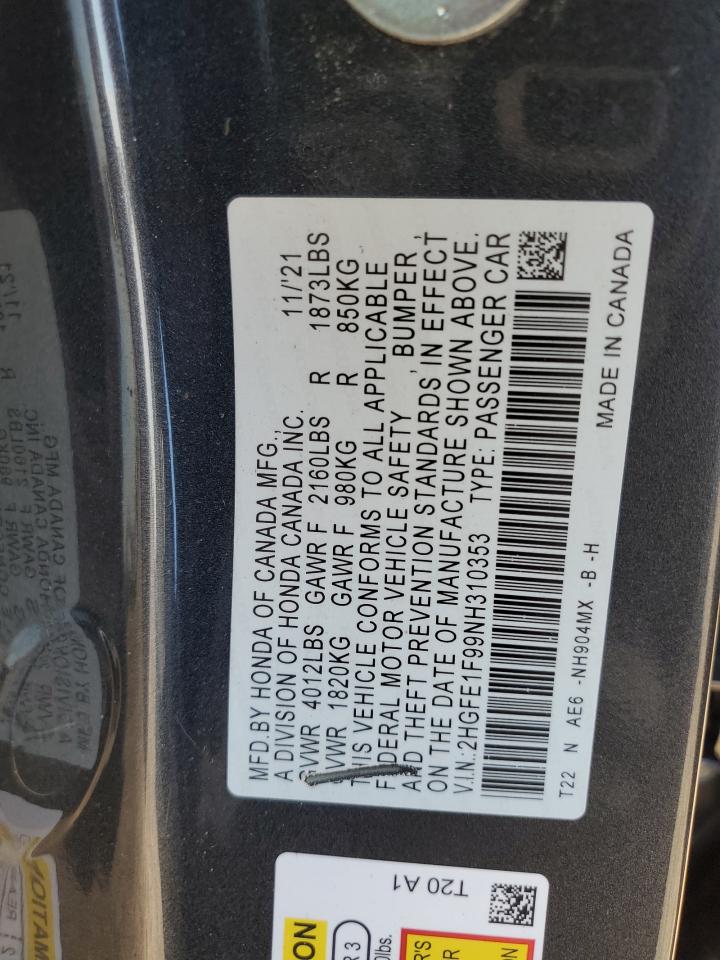 MFD.BY HONDA OF CANADA MFG.,
A DIVISION OF HONDA CANADA INC. 11/'21
GVWR 4012LBS GAWR F 2160LBS R 1873LBS
GVWR 1820KG GAWR F 980KG R 850KG
THIS VEHICLE CONFORMS TO ALL APPLICABLE
FEDERAL MOTOR VEHICLE SAFETY , BUMPER ,
AND THEFT PREVENTION STANDARDS IN EFFECT
ON THE DATE OF MANUFACTURE SHOWN ABOVE.
V.I.N.:2HGFE1F99NH310353 TYPE: PASSENGER CAR
T22 N AE6 -NH904MX -B -H
MADE IN CANADA
T20 A1